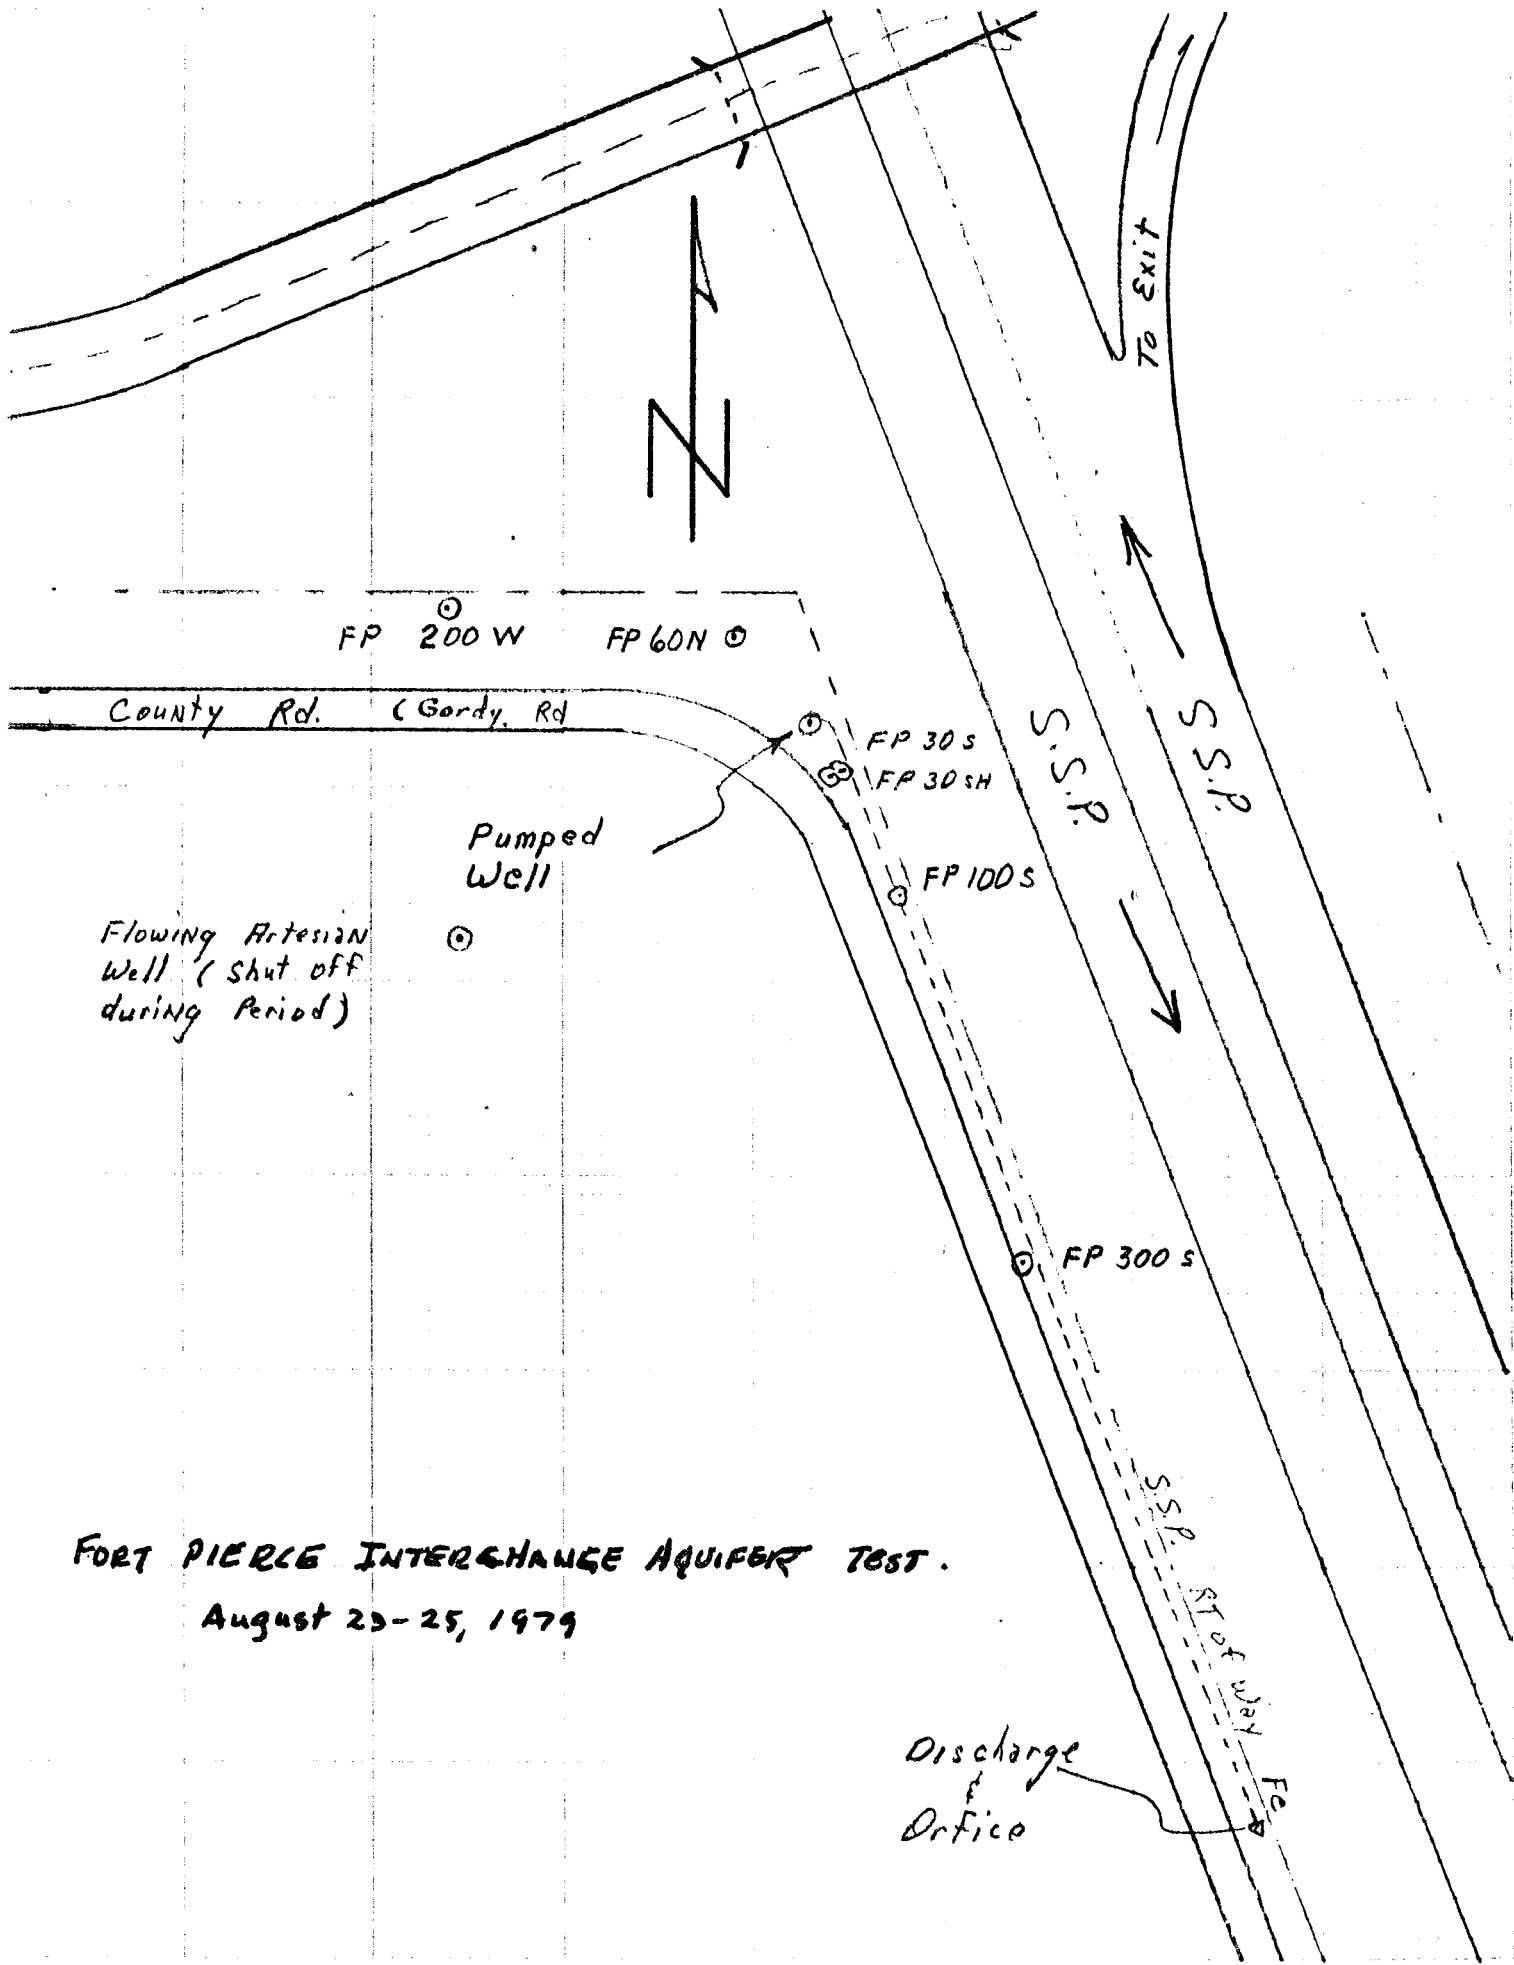 To Exit
N
FP 200 W
FP 60N
County Rd. (Gordy. Rd
FP 30 S
FP 30 SH
S.S.P.
S.S.P.
Pumped
Well
FP 100 S
Flowing Artesian
Well (Shut off
during Period)
FP 300 S
S.S.P. RT of Way Fe
FORT PIERCE INTERCHANGE AQUIFER TEST.
August 23-25, 1979
Discharge
&
Orfice